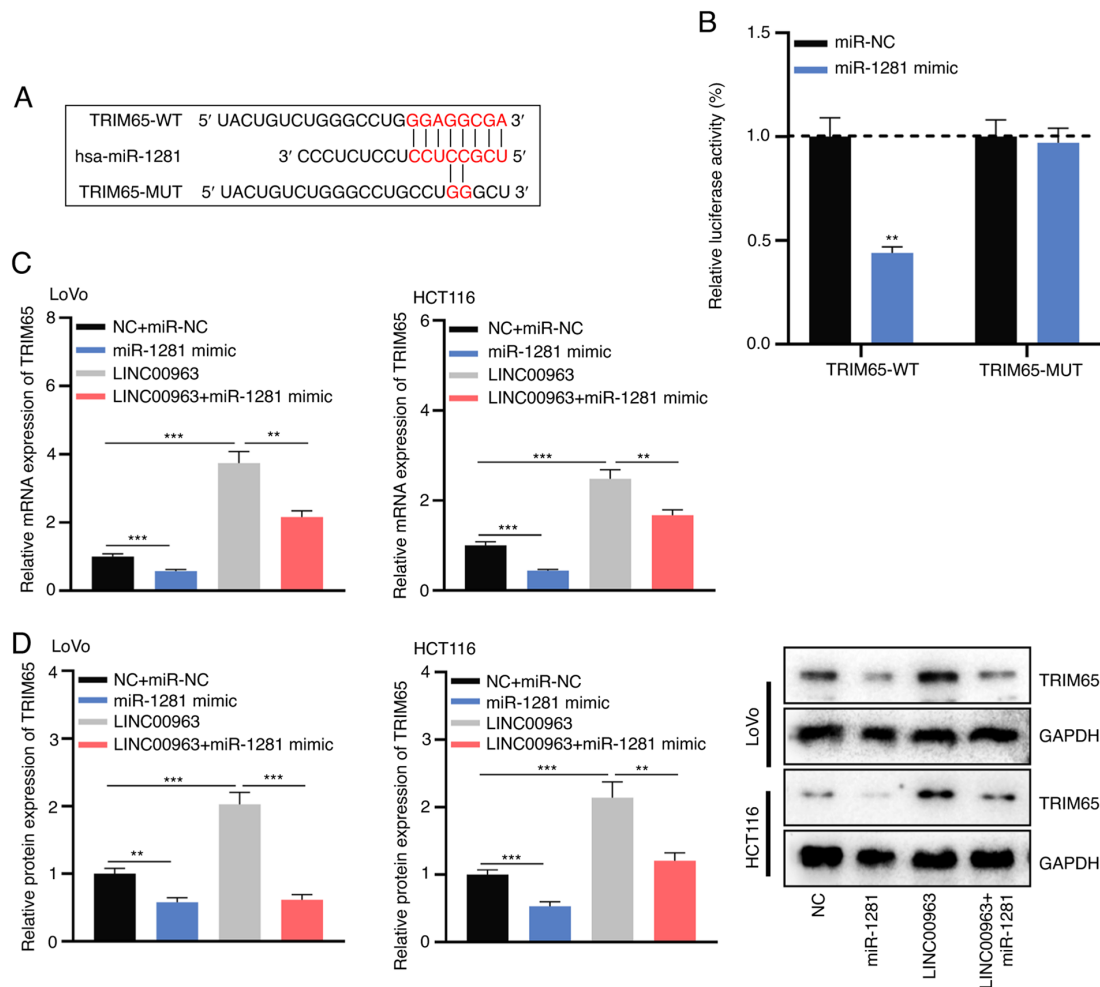 A
TRIM65-WT 5′ UACUGUCUGGGCCUGGGAGGCGA 3′
hsa-miR-1281 3′ CCCUCUCCUCCUCCGCU 5′
TRIM65-MUT 5′ UACUGUCUGGGCCUGCCUGGGCU 3′
B
Relative luciferase activity (%)
1.5
1.0
0.5
0.0
miR-NC
miR-1281 mimic
**
TRIM65-WT TRIM65-MUT
C
LoVo
Relative mRNA expression of TRIM65
8
6
4
2
0
NC+miR-NC
miR-1281 mimic
LINC00963
LINC00963+miR-1281 mimic
*** **
***
HCT116
Relative mRNA expression of TRIM65
6
4
2
0
NC+miR-NC
miR-1281 mimic
LINC00963
LINC00963+miR-1281 mimic
*** **
***
D
LoVo
Relative protein expression of TRIM65
4
3
2
1
0
NC+miR-NC
miR-1281 mimic
LINC00963
LINC00963+miR-1281 mimic
*** ***
**
HCT116
Relative protein expression of TRIM65
4
3
2
1
0
NC+miR-NC
miR-1281 mimic
LINC00963
LINC00963+miR-1281 mimic
*** **
***
LoVo
TRIM65
GAPDH
HCT116
TRIM65
GAPDH
NC
miR-1281
LINC00963
LINC00963+
miR-1281